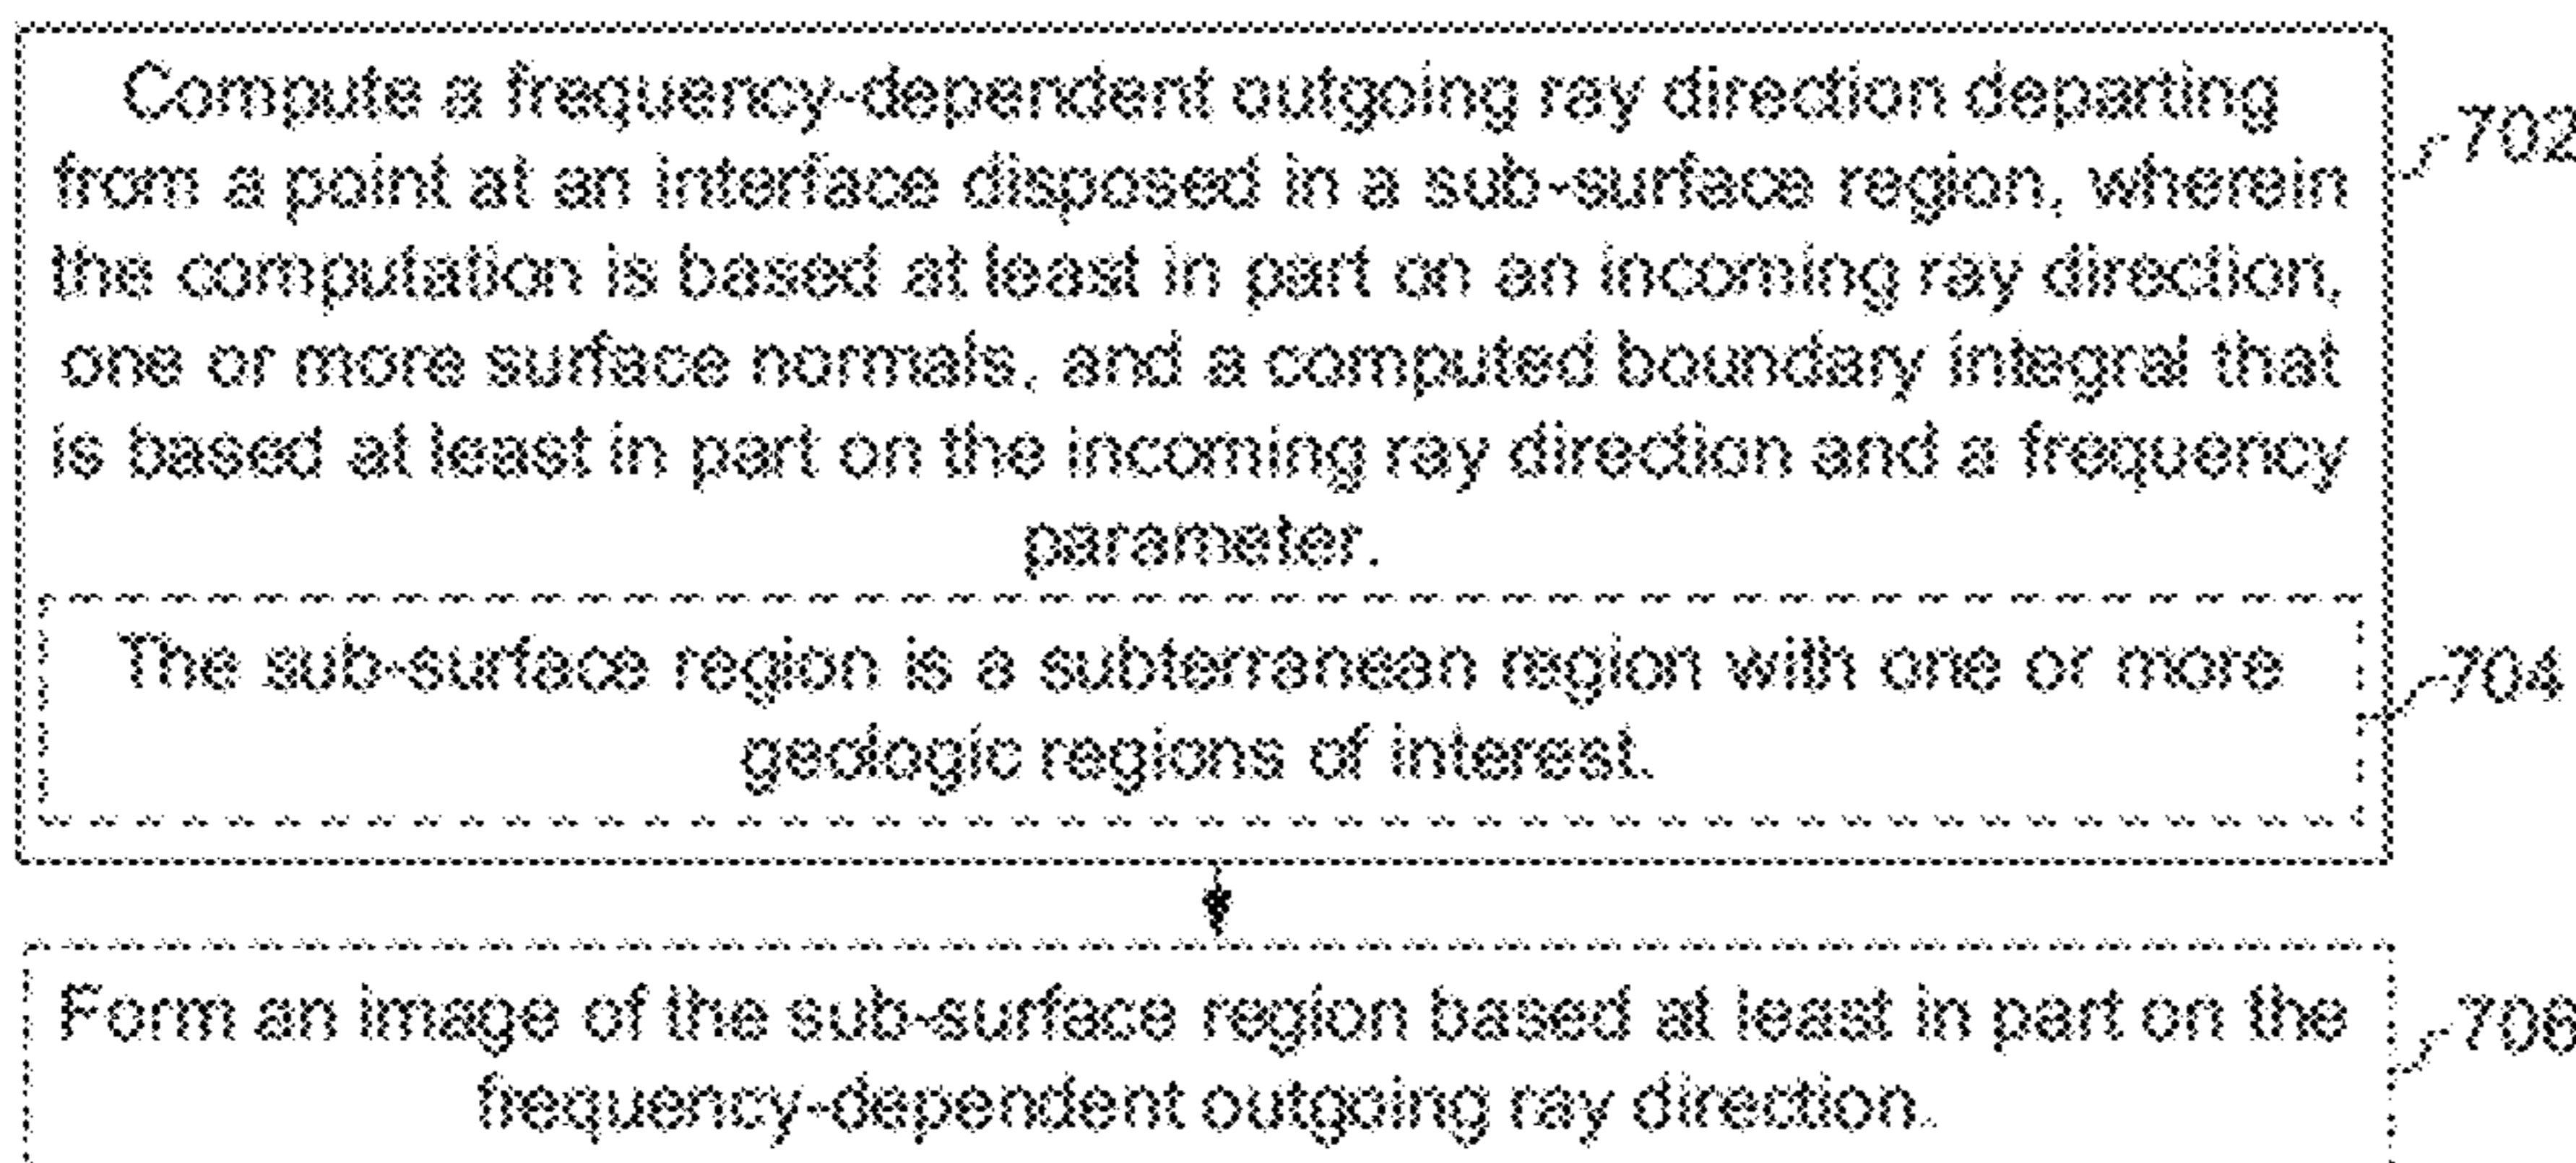 Compute a frequency-dependent outgoing ray direction departing
702
from a point at an interface disposed in a sub-surface region, wherein
the computation is based at least in part on an incoming ray direction,
one or more surface normals, and a computed boundary integral that
is based at least in part on the incoming ray direction and a frequency
parameter.
The sub-surface region is a subterranean region with one or more
704
geologic regions of interest.
Form an image of the sub-surface region based at least in part on the
706
frequency-dependent outgoing ray direction.